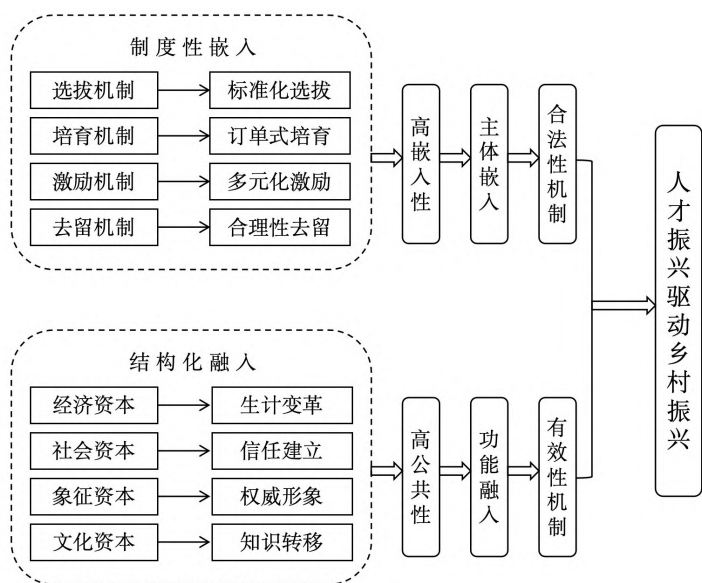 制度性嵌入
选拔机制 标准化选拔
培育机制 订单式培育
激励机制 多元化激励
去留机制 合理性去留
高嵌入性
主体嵌入
合法性机制
结构化融入
经济资本 生计变革
社会资本 信任建立
象征资本 权威形象
文化资本 知识转移
高公共性
功能融入
有效性机制
人才振兴驱动乡村振兴